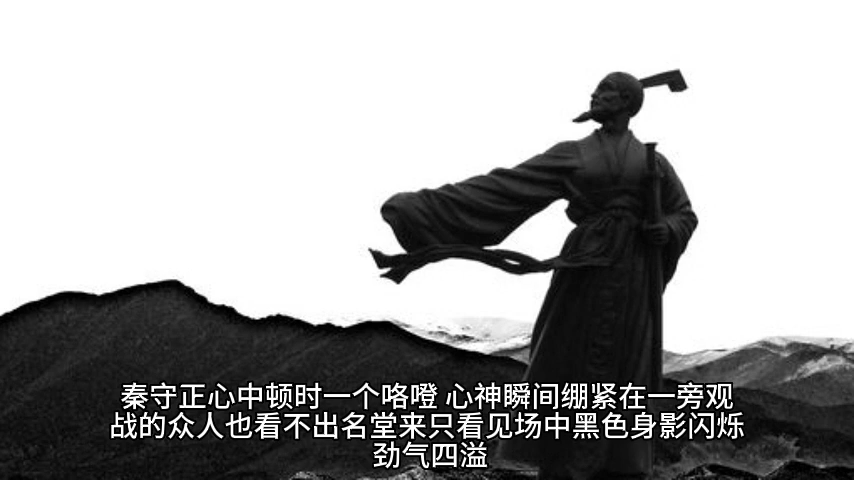 秦守正心中顿时一个咯噔 心神瞬间绷紧在一旁观
战的众人也看不出名堂来只看见场中黑色身影闪烁
劲气四溢